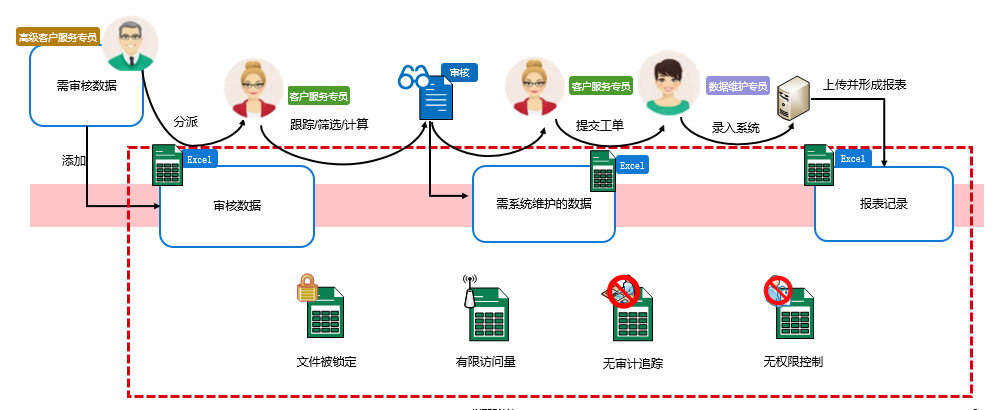 高级客户服务专员
需审核数据
分派
添加
客户服务专员
跟踪/筛选/计算
审核
客户服务专员
提交工单
数据维护专员
录入系统
上传并形成报表
Excel
审核数据
Excel
需系统维护的数据
Excel
报表记录
文件被锁定
有限访问量
无审计追踪
无权限控制